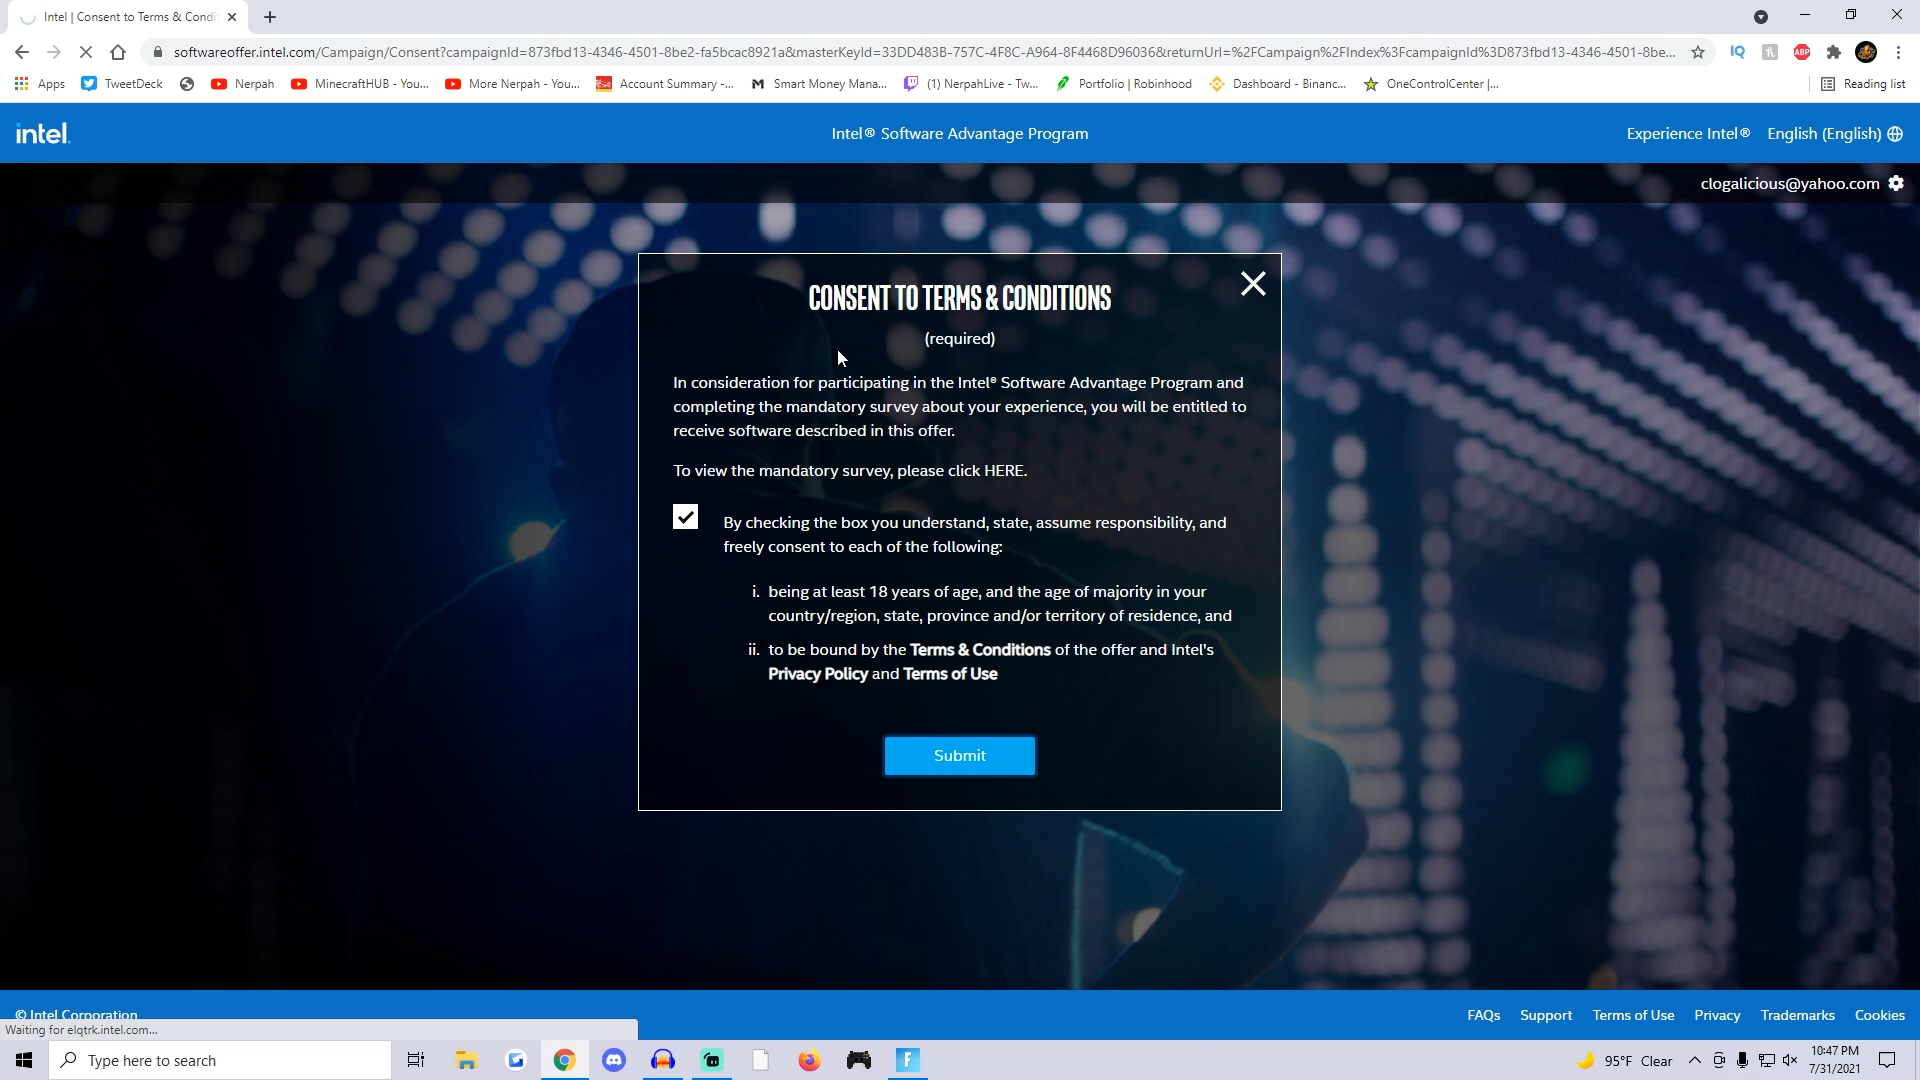 Intel | Consent to Terms & Condi
softwareoffer.intel.com/Campaign/Consent?campaignId=873fbd13-4346-4501-8be2-fa5bcac8921a&masterKeyId=33DD483B-757C-4F8C-A964-8F4468D96036&returnUrl=%2FCampaign%2FIndex%3FcampaignId%3D873fbd13-4346-4501-8be...
IQ
ABP
Apps TweetDeck Nerpah MinecraftHUB - You... More Nerpah - You... Account Summary -... Smart Money Mana... (1) NerpahLive - Tw... Portfolio | Robinhood Dashboard - Binanc... OneControlCenter |... Reading list
intel. Intel® Software Advantage Program Experience Intel® English (English)
clogalicious@yahoo.com
CONSENT TO TERMS & CONDITIONS
(required)
In consideration for participating in the Intel® Software Advantage Program and
completing the mandatory survey about your experience, you will be entitled to
receive software described in this offer.
To view the mandatory survey, please click HERE.
By checking the box you understand, state, assume responsibility, and
freely consent to each of the following:
i. being at least 18 years of age, and the age of majority in your
country/region, state, province and/or territory of residence, and
ii. to be bound by the Terms & Conditions of the offer and Intel's
Privacy Policy and Terms of Use
Submit
© Intel Corporation FAQs Support Terms of Use Privacy Trademarks Cookies
Waiting for elqtrk.intel.com...
Type here to search 95°F Clear 10:47 PM
7/31/2021